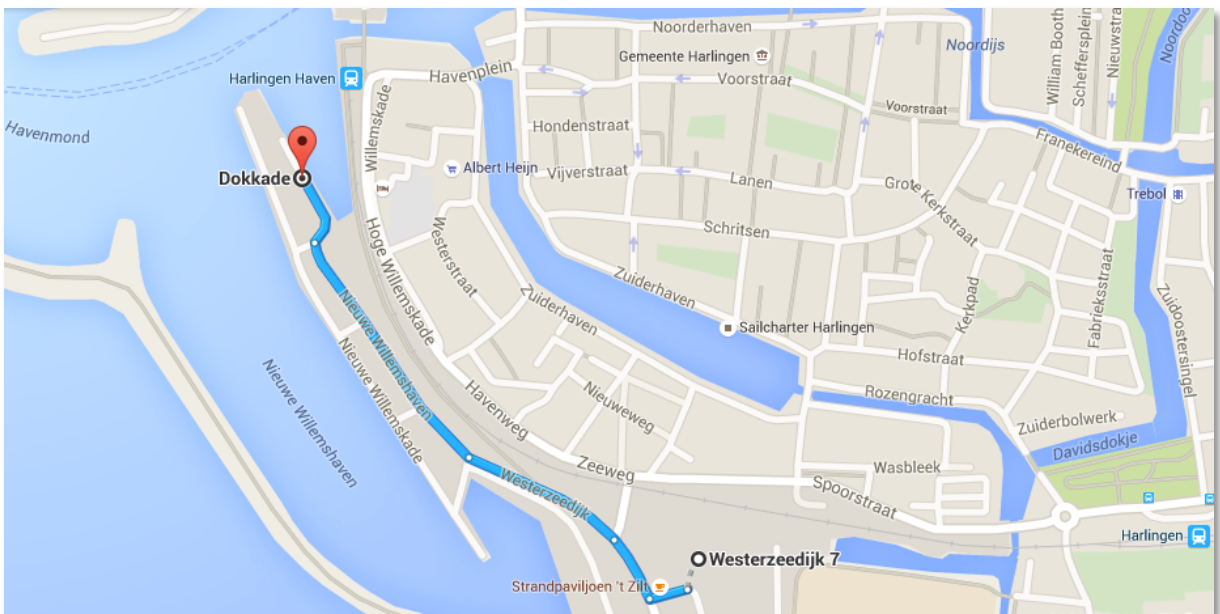 Noorderhaven
Noordijs
William Booth
Scheffersplein
Nieuwstra
Noordoo
Gemeente Harlingen
Havenplein
Voorstraat
Harlingen Haven
Willemskade
Voorstraat
Havenmond
Hondenstraat
Franekereind
Albert Heijn
Vijverstraat
Lanen
Grote Kerkstraat
Trebol
Dokkade
Schritsen
Hoge Willemskade
Westerstraat
Zuiderhaven
Kerkpad
Fabrieksstraat
Zuidoostersingel
Zuiderhaven
Sailcharter Harlingen
Nieuwe Willemshaven
Hofstraat
Nieuwe Willemskade
Nieuwe Willemshaven
Havenweg
Nieuweweg
Rozengracht
Zuiderbolwerk
Davidsdokje
Zeeweg
Wasbleek
Westerzeedijk
Spoorstraat
Harlingen
Westerzeedijk 7
Strandpaviljoen 't Zilt